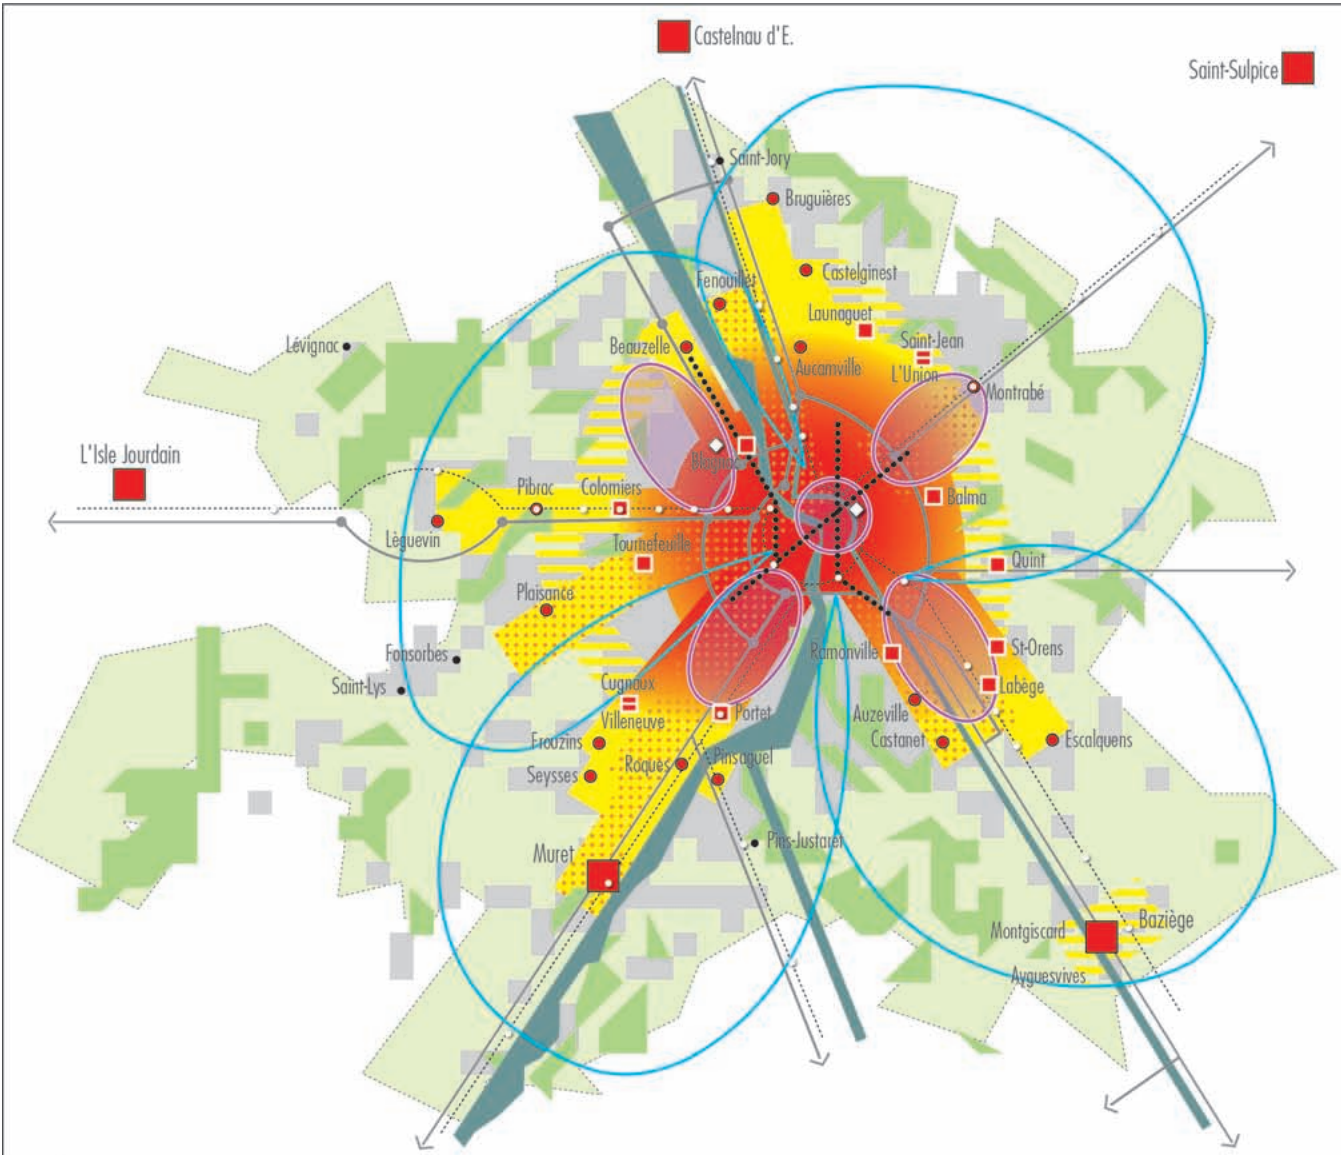 Castelnau d'E.
Saint-Sulpice
Saint-Jory
Bruguières
Castelginest
Fenouillet
Launaguet
Saint-Jean
L'Union
Lévignac
Beauzelle
Aucamville
Montrabé
L'Isle Jourdain
Blagnac
Pibrac
Colomiers
Balma
Lèguevin
Tournefeuille
Quint
Plaisance
Fonsorbes
Ramonville
St-Orens
Saint-Lys
Cugnaux
Labège
Villeneuve
Portet
Auzeville
Frouzins
Castanet
Escalquens
Seysses
Roques
Pinsaguel
Muret
Pins-Justaret
Montgiscard
Baziège
Ayguesvives